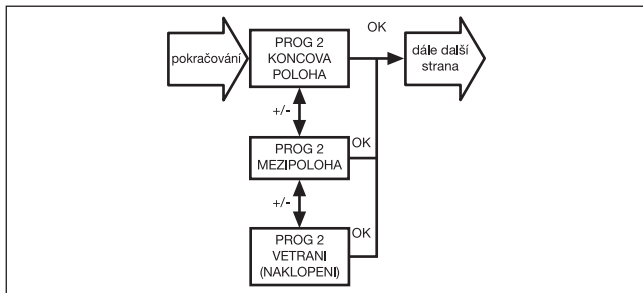 pokračování
PROG 2
KONCOVA
POLOHA
OK
dále další
strana
+/-
PROG 2
MEZIPOLOHA
OK
+/-
PROG 2
VETRANI
(NAKLOPENI)
OK